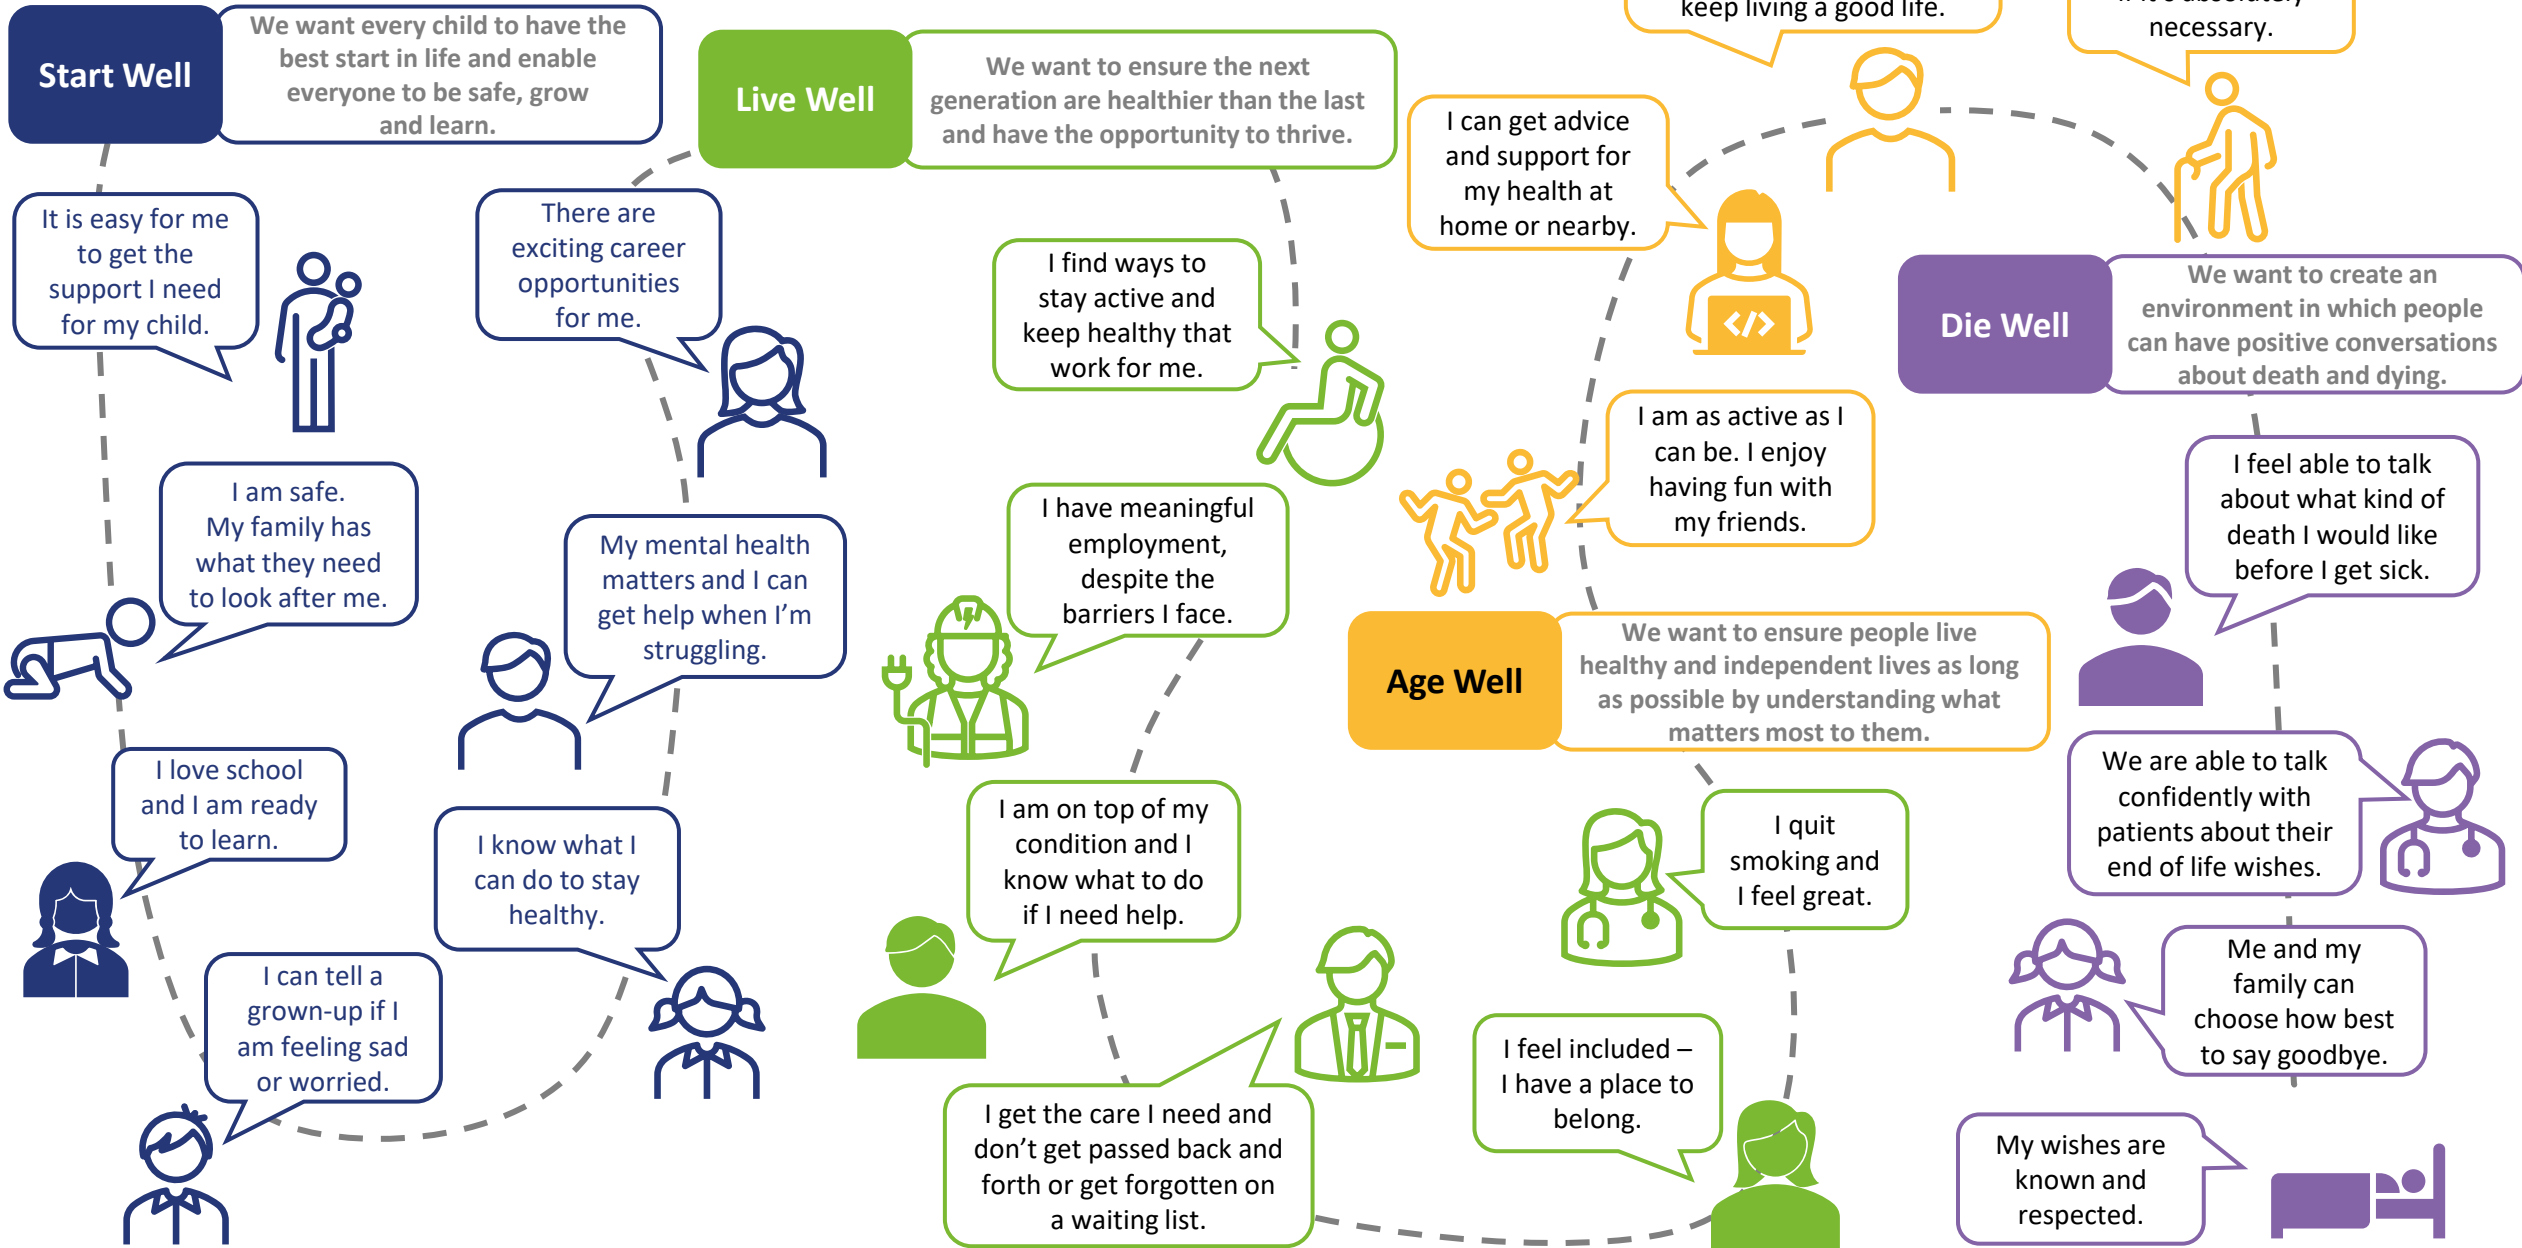 Start Well
We want every child to have the
best start in life and enable
everyone to be safe, grow
and learn.
It is easy for me
to get the
support I need
for my child.
I am safe.
My family has
what they need
to look after me.
I love school
and I am ready
to learn.
I can tell a
grown-up if I
am feeling sad
or worried.
I know what I
can do to stay
healthy.
My mental health
matters and I can
get help when I'm
struggling.
There are
exciting career
opportunities
for me.
Live Well
We want to ensure the next
generation are healthier than the last
and have the opportunity to thrive.
I find ways to
stay active and
keep healthy that
work for me.
I have meaningful
employment,
despite the
barriers I face.
I am on top of my
condition and I
know what to do
if I need help.
I get the care I need and
don't get passed back and
forth or get forgotten on
a waiting list.
I feel included –
I have a place to
belong.
I quit
smoking and
I feel great.
Age Well
We want to ensure people live
healthy and independent lives as long
as possible by understanding what
matters most to them.
I am as active as I
can be. I enjoy
having fun with
my friends.
I can get advice
and support for
my health at
home or nearby.
</>
keep living a good life.
necessary.
Die Well
We want to create an
environment in which people
can have positive conversations
about death and dying.
I feel able to talk
about what kind of
death I would like
before I get sick.
We are able to talk
confidently with
patients about their
end of life wishes.
Me and my
family can
choose how best
to say goodbye.
My wishes are
known and
respected.